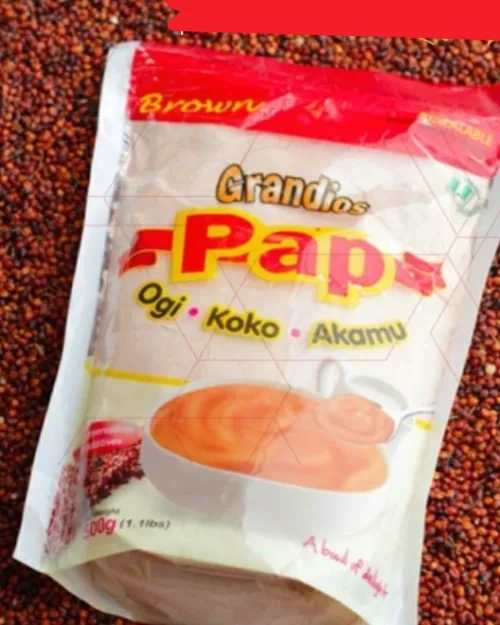 Brown
Grandios
Pap
Ogi • Koko • Akamu
500g (1.1lbs)
A bowl of delight